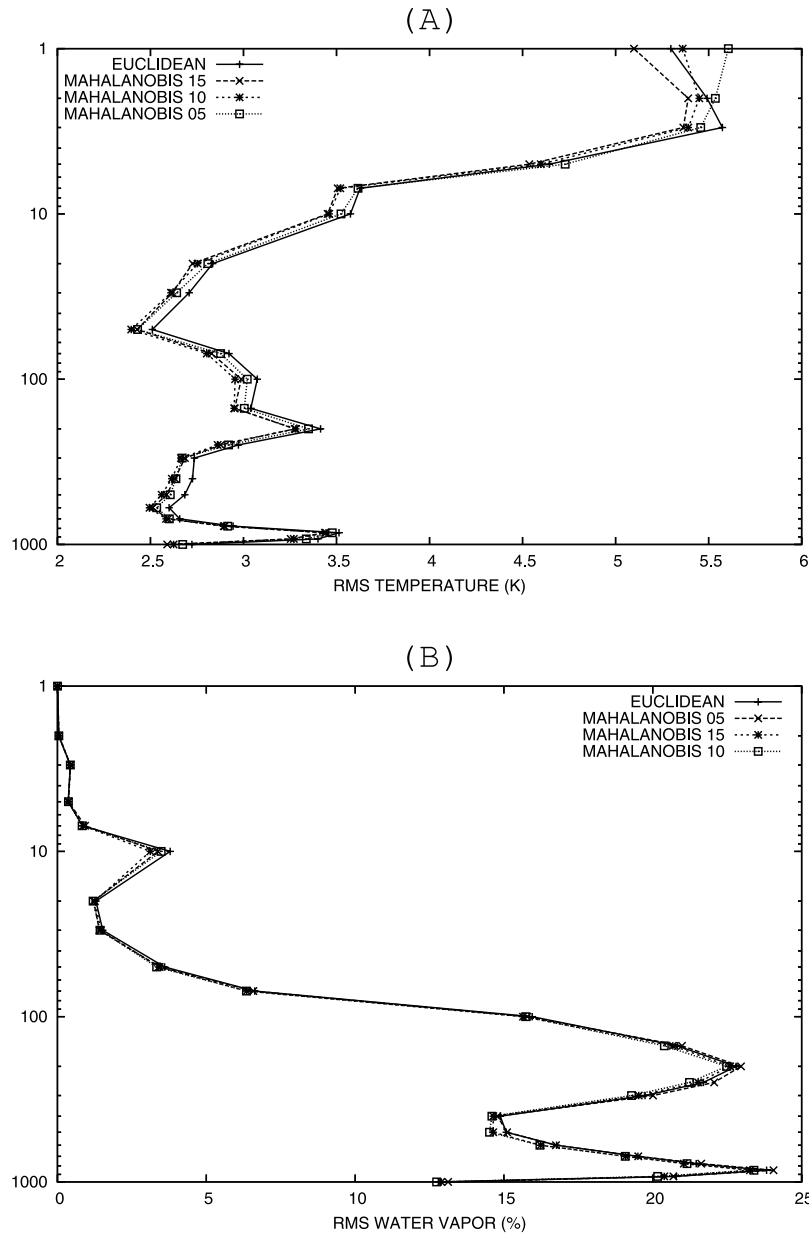 (A)
1
10
100
1000
EUCLIDEAN
MAHALANOBIS 15
MAHALANOBIS 10
MAHALANOBIS 05
2 2.5 3 3.5 4 4.5 5 5.5 6
RMS TEMPERATURE (K)
(B)
1
10
100
1000
EUCLIDEAN
MAHALANOBIS 05
MAHALANOBIS 15
MAHALANOBIS 10
0 5 10 15 20 25
RMS WATER VAPOR (%)